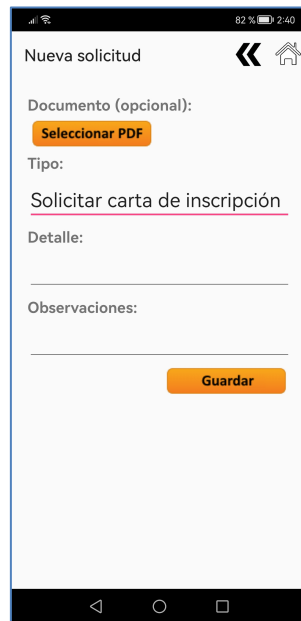 82 % 2:40
Nueva solicitud
Documento (opcional):
Seleccionar PDF
Tipo:
Solicitar carta de inscripción
Detalle:
Observaciones:
Guardar